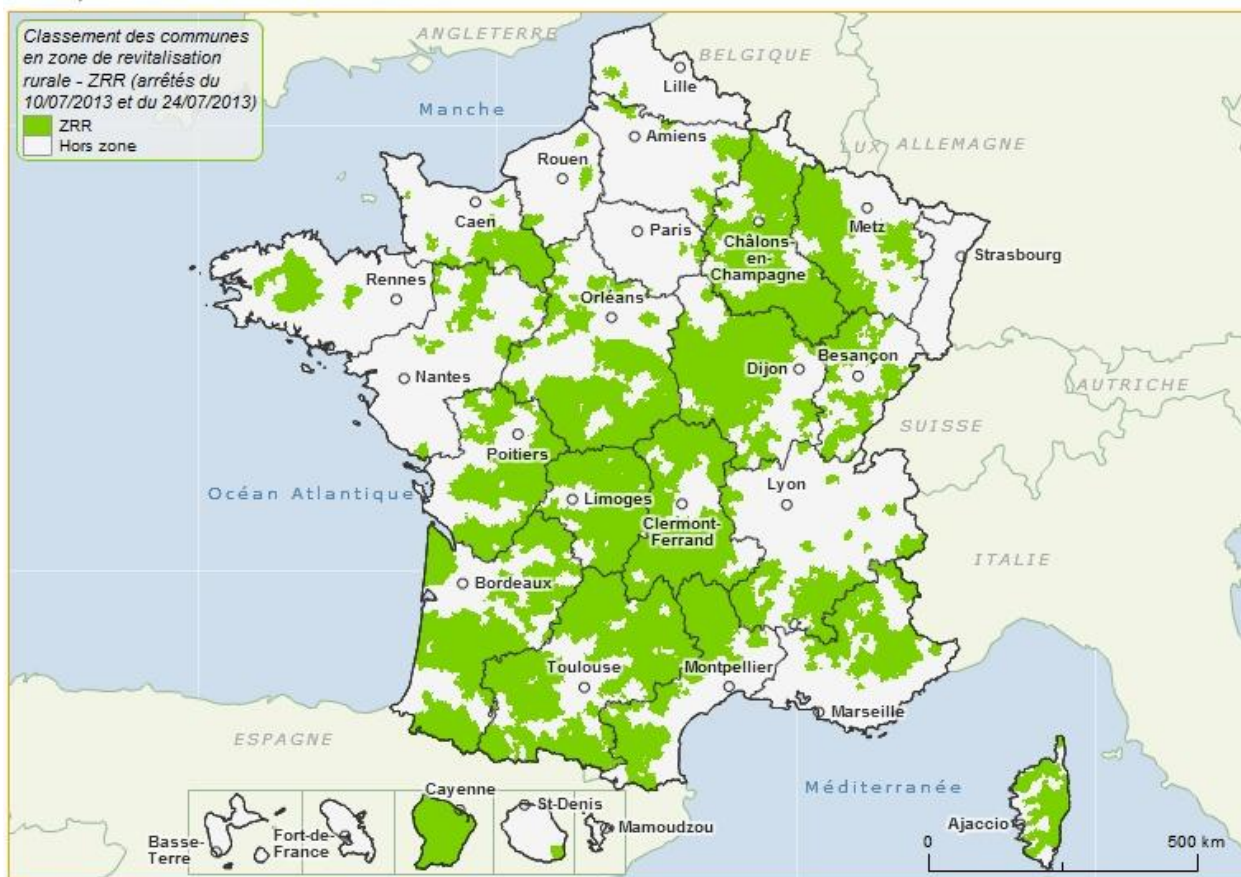 Classement des communes
en zone de revitalisation
rurale - ZRR (arrêtés du
10/07/2013 et du 24/07/2013)
ZRR
Hors zone
ANGLETERRE
BELGIQUE
Lille
Manche
Amiens
LUX
ALLEMAGNE
Rouen
Caen
Paris
Metz
Châlons-
en-
Champagne
Strasbourg
Rennes
Orléans
Nantes
Dijon
Besançon
AUTRICHE
SUISSE
Poitiers
Océan Atlantique
Limoges
Lyon
Clermont-
Ferrand
ITALIE
Bordeaux
Toulouse
Montpellier
Marseille
ESPAGNE
Méditerranée
Cayenne
St-Denis
Mamoudzou
Basse-
Terre
Fort-de-
France
Ajaccio
0
500 km